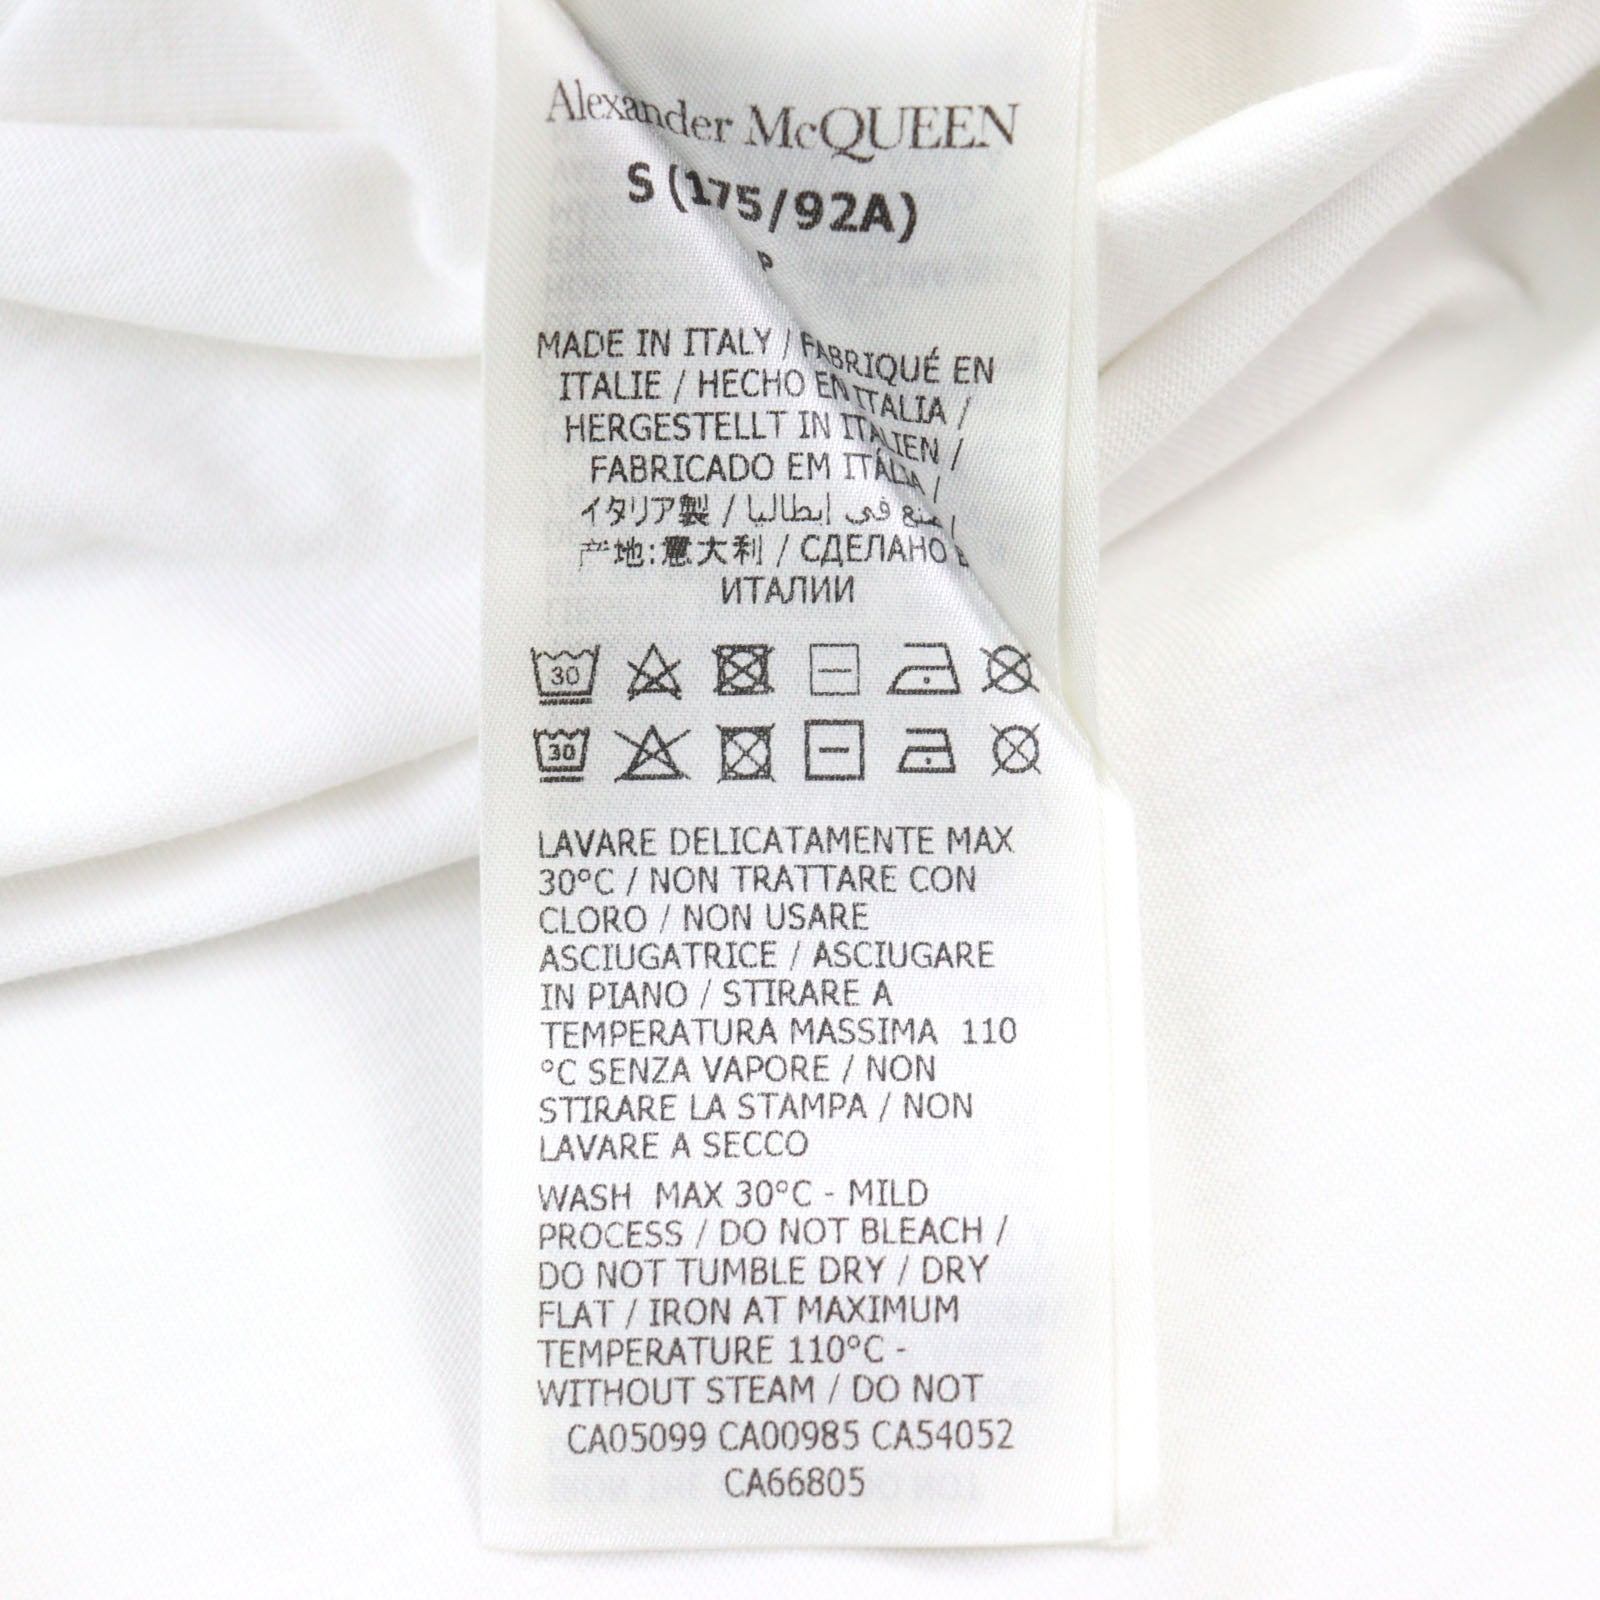 Alexander McQUEEN
S (175/92A)
P
MADE IN ITALY / FABRIQUÉ EN
ITALIE / HECHO EN ITALIA /
HERGESTELLT IN ITALIEN /
FABRICADO EM ITÁLIA /
イタリア製 / صنع في إيطاليا /
产地:意大利 / СДЕЛАНО
ИТАЛИИ
30
30
LAVARE DELICATAMENTE MAX
30°C / NON TRATTARE CON
CLORO / NON USARE
ASCIUGATRICE / ASCIUGARE
IN PIANO / STIRARE A
TEMPERATURA MASSIMA 110
°C SENZA VAPORE / NON
STIRARE LA STAMPA / NON
LAVARE A SECCO
WASH MAX 30°C - MILD
PROCESS / DO NOT BLEACH /
DO NOT TUMBLE DRY / DRY
FLAT / IRON AT MAXIMUM
TEMPERATURE 110°C -
WITHOUT STEAM / DO NOT
CA05099 CA00985 CA54052
CA66805